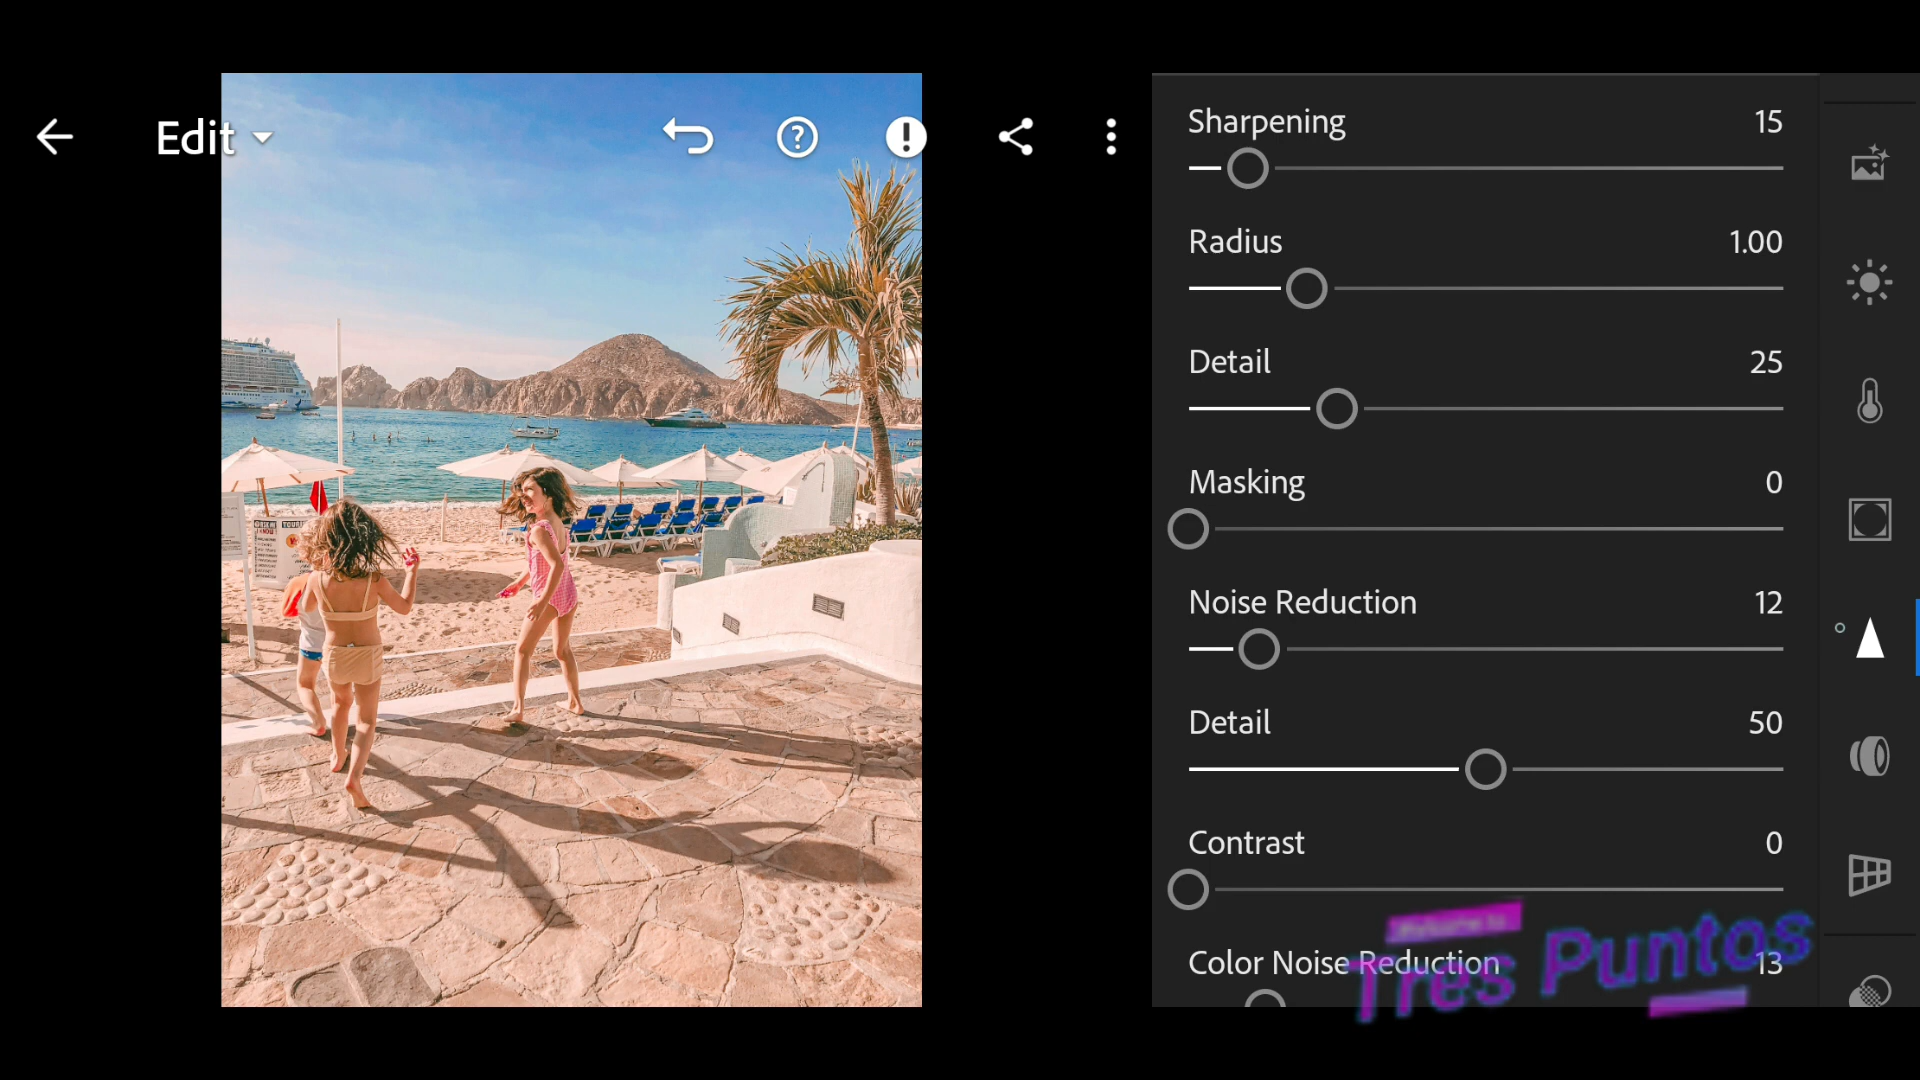 Edit
Sharpening 15
Radius 1.00
Detail 25
Masking 0
Noise Reduction 12
Detail 50
Contrast 0
Color Noise Reduction 13
Tres Puntos